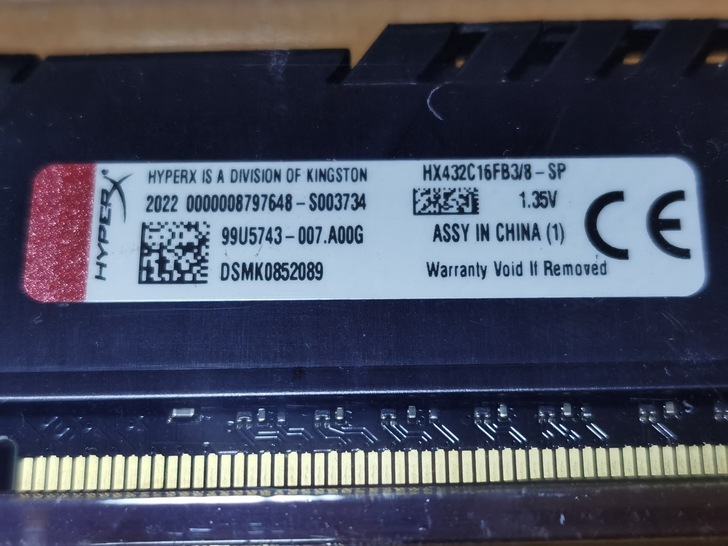 HYPERX
HYPERX IS A DIVISION OF KINGSTON
2022 0000008797648-S003734
99U5743-007.A00G
DSMK0852089
HX432C16FB3/8-SP
1.35V
ASSY IN CHINA (1)
Warranty Void If Removed
CE